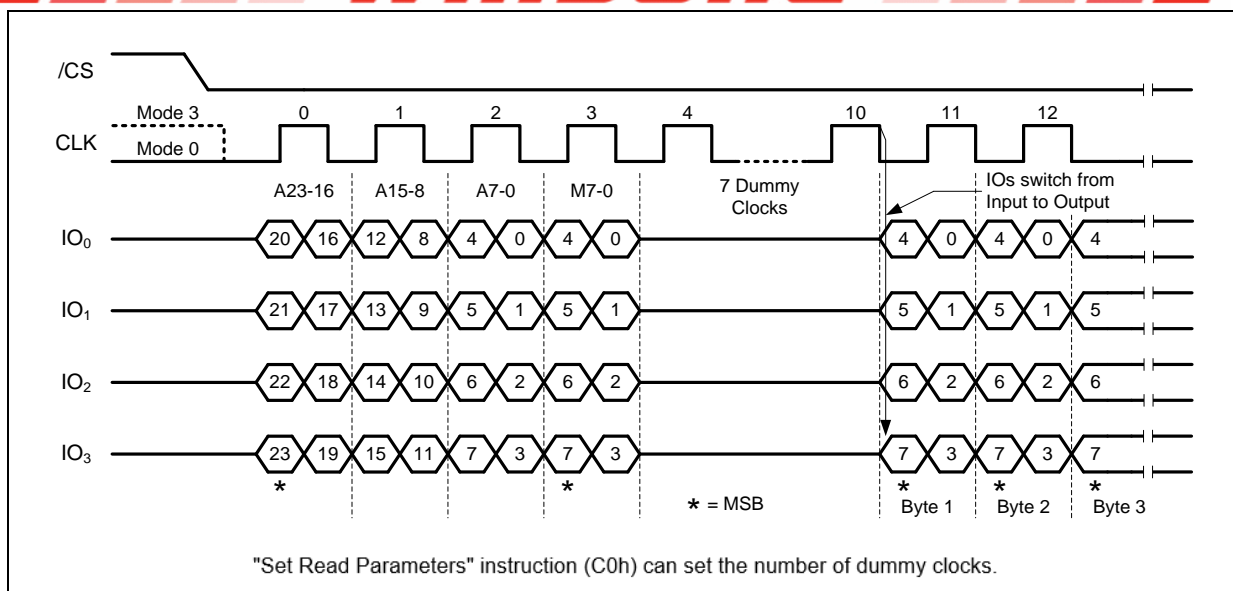 /CS
Mode 3
0 1 2 3 4 10 11 12
CLK
Mode 0
A23-16 A15-8 A7-0 M7-0 7 Dummy Clocks
IOs switch from
Input to Output
IO0 20 16 12 8 4 0 4 0 4 0 4 0 4
IO1 21 17 13 9 5 1 5 1 5 1 5 1 5
IO2 22 18 14 10 6 2 6 2 6 2 6 2 6
IO3 23 19 15 11 7 3 7 3 7 3 7 3 7
* * * * *
* = MSB Byte 1 Byte 2 Byte 3
"Set Read Parameters" instruction (C0h) can set the number of dummy clocks.